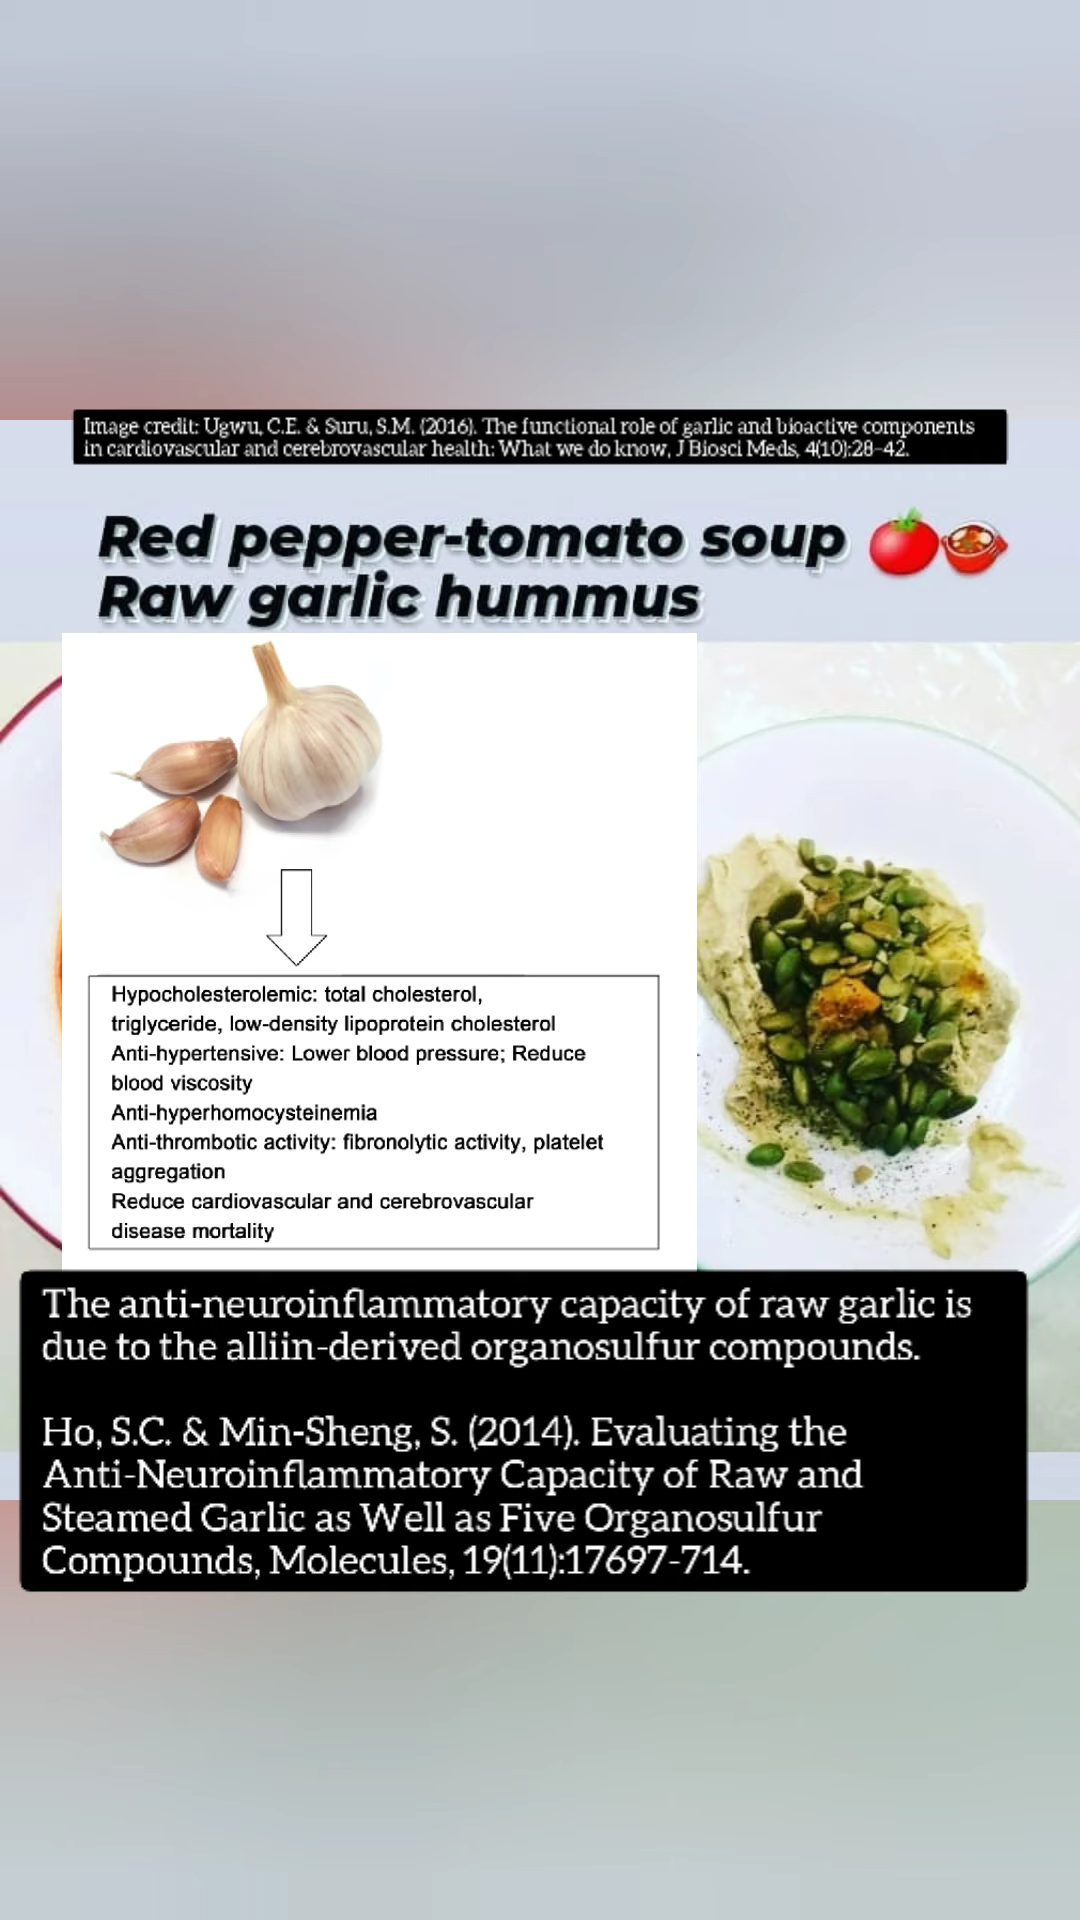 Image credit: Ugwu, C.E. & Suru, S.M. (2016). The functional role of garlic and bioactive components
in cardiovascular and cerebrovascular health: What we do know, J Biosci Meds, 4(10):28–42.
Red pepper-tomato soup 🍅🍲
Raw garlic hummus
Hypocholesterolemic: total cholesterol,
triglyceride, low-density lipoprotein cholesterol
Anti-hypertensive: Lower blood pressure; Reduce
blood viscosity
Anti-hyperhomocysteinemia
Anti-thrombotic activity: fibronolytic activity, platelet
aggregation
Reduce cardiovascular and cerebrovascular
disease mortality
The anti-neuroinflammatory capacity of raw garlic is
due to the alliin-derived organosulfur compounds.
Ho, S.C. & Min-Sheng, S. (2014). Evaluating the
Anti-Neuroinflammatory Capacity of Raw and
Steamed Garlic as Well as Five Organosulfur
Compounds, Molecules, 19(11):17697-714.